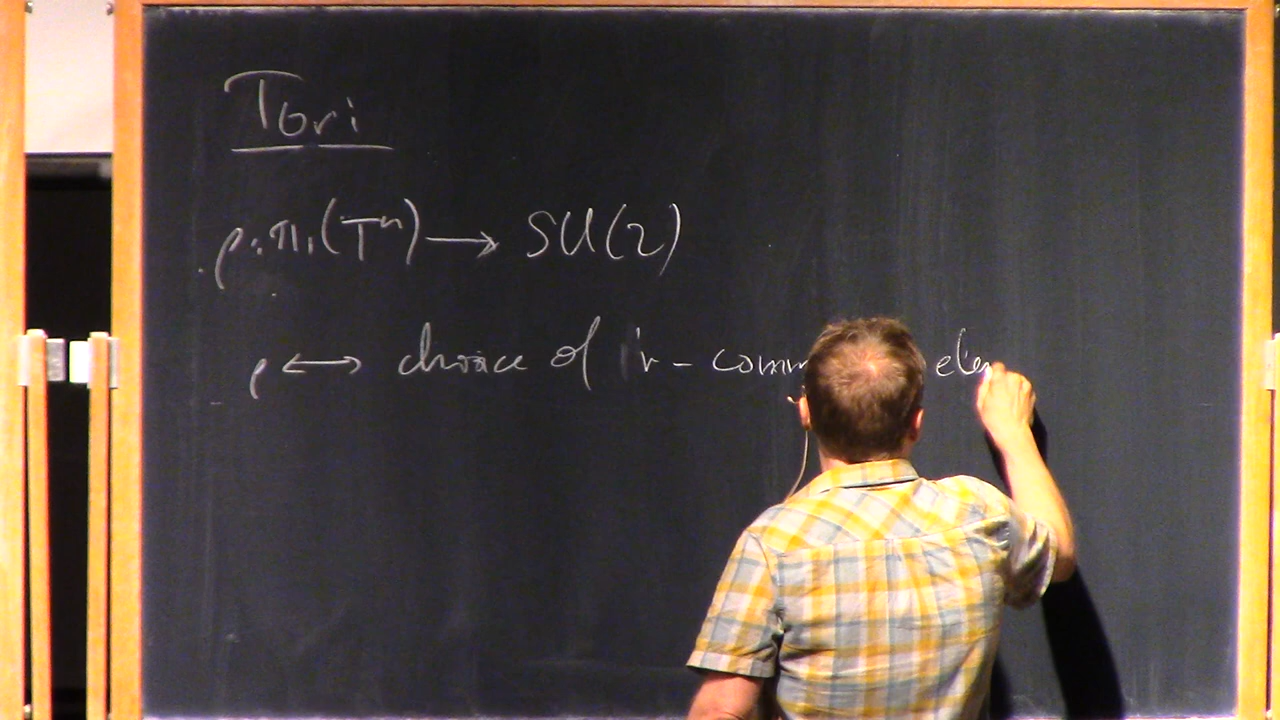 Tori
ρ: π₁(Tⁿ) → SU(2)
ρ ↔ choice of n - comm ele